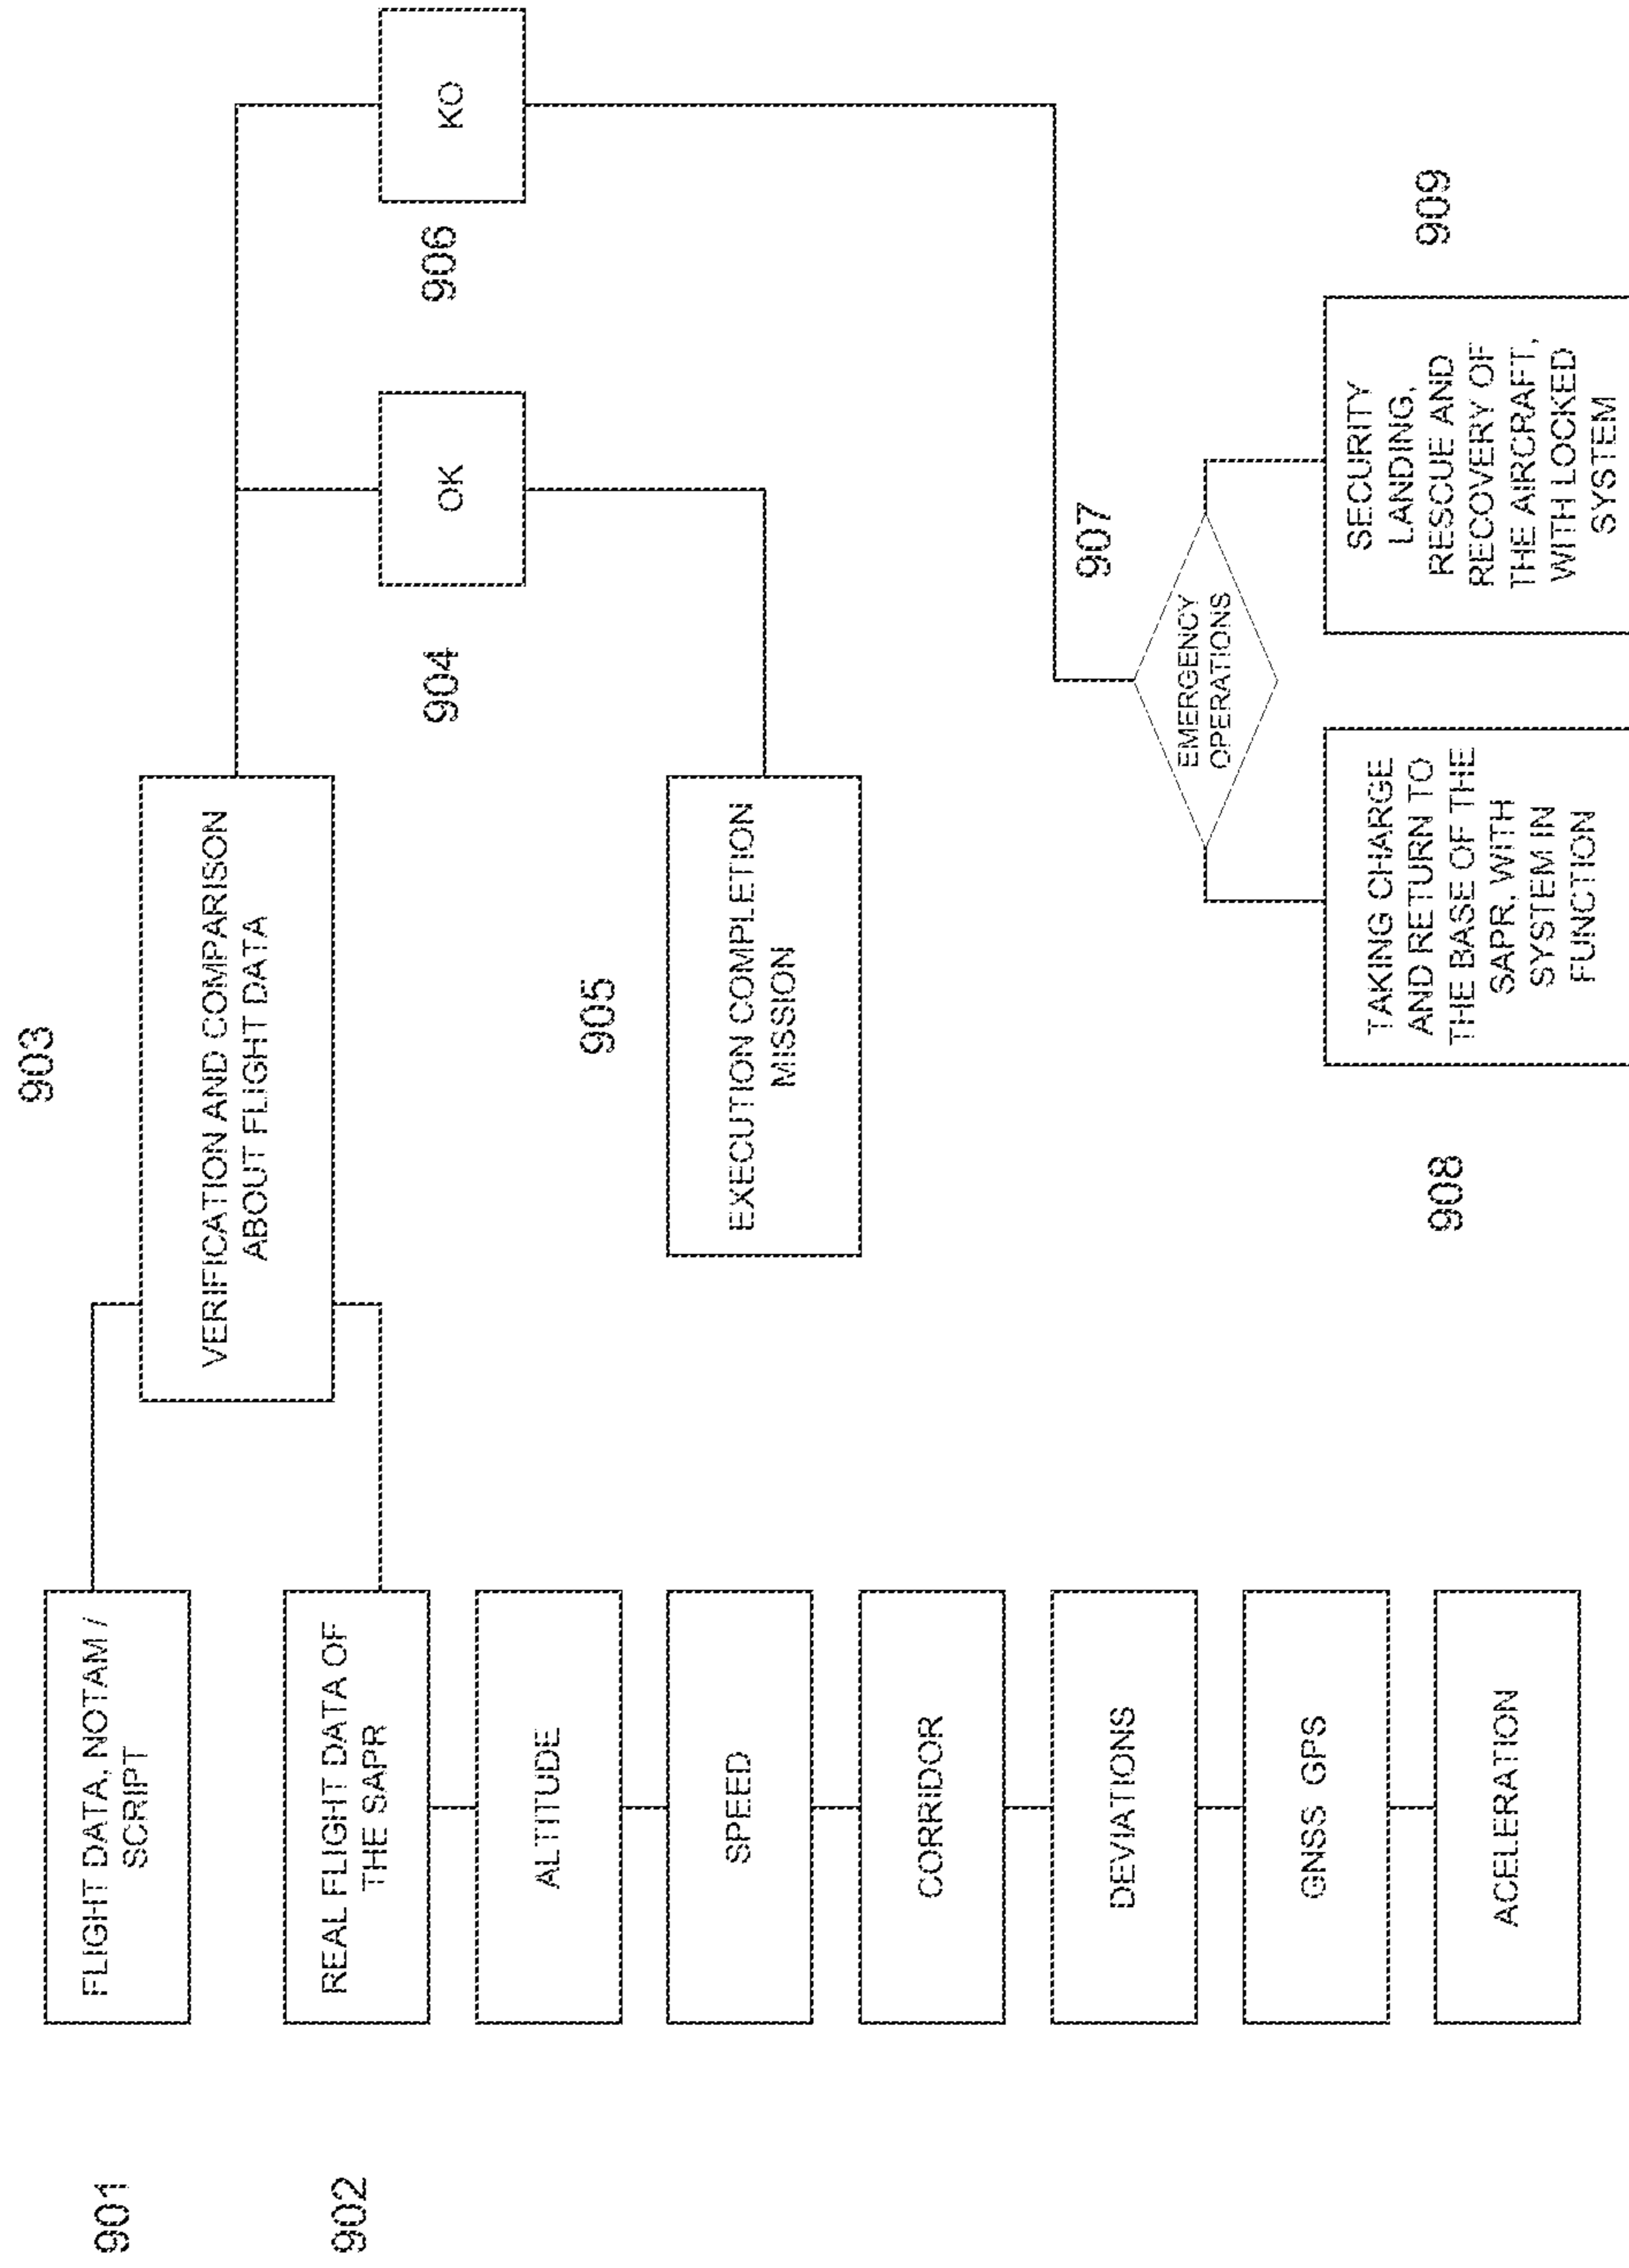 901
FLIGHT DATA, NOTAM /
SCRIPT
902
REAL FLIGHT DATA OF
THE SAPR
ALTITUDE
SPEED
CORRIDOR
DEVIATIONS
GNSS GPS
ACELERATION
903
VERIFICATION AND COMPARISON
ABOUT FLIGHT DATA
904
OK
905
EXECUTION COMPLETION
MISSION
906
KO
907
EMERGENCY
OPERATIONS
908
TAKING CHARGE
AND RETURN TO
THE BASE OF THE
SAPR, WITH
SYSTEM IN
FUNCTION
909
SECURITY
LANDING,
RESCUE AND
RECOVERY OF
THE AIRCRAFT,
WITH LOCKED
SYSTEM